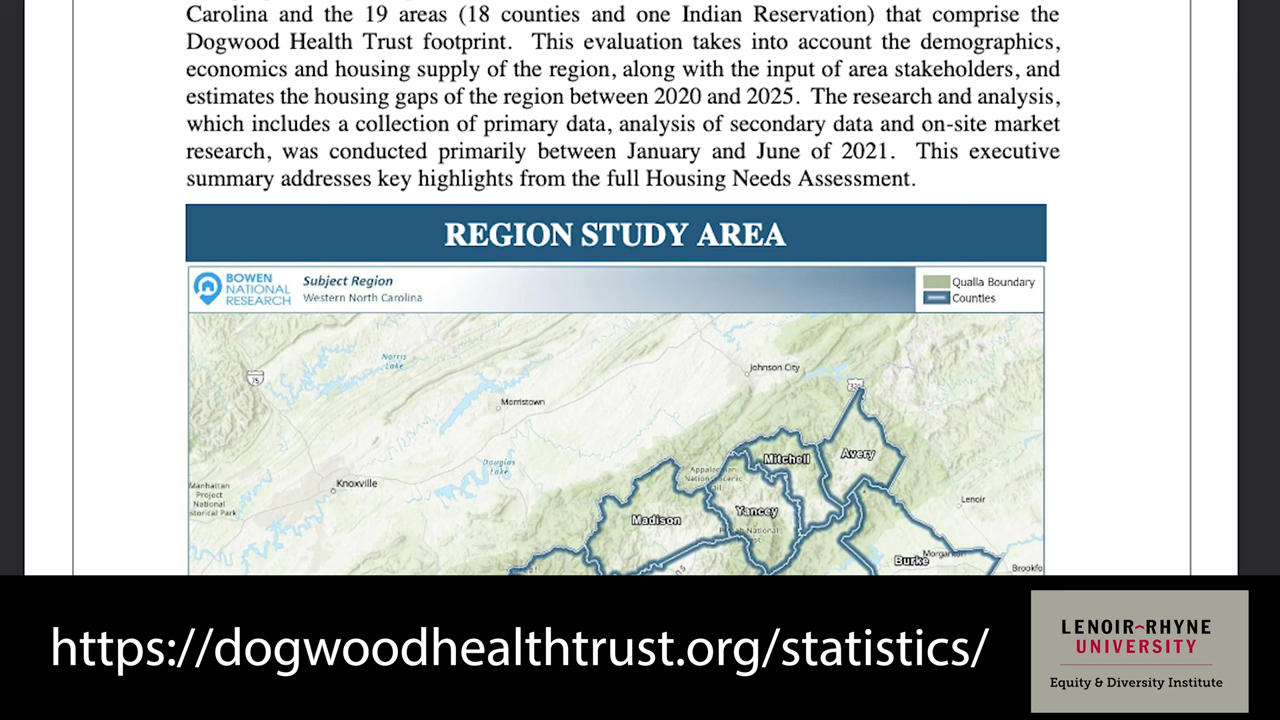 Carolina and the 19 areas (18 counties and one Indian Reservation) that comprise the
Dogwood Health Trust footprint. This evaluation takes into account the demographics,
economics and housing supply of the region, along with the input of area stakeholders, and
estimates the housing gaps of the region between 2020 and 2025. The research and analysis,
which includes a collection of primary data, analysis of secondary data and on-site market
research, was conducted primarily between January and June of 2021. This executive
summary addresses key highlights from the full Housing Needs Assessment.
REGION STUDY AREA
BOWEN
NATIONAL
RESEARCH
Subject Region
Western North Carolina
Qualla Boundary
Counties
Norris
Lake
75
Johnson City
Morristown
Mitchell
Avery
Douglas
Lake
Knoxville
Manhattan
Project
National
storical Park
Lenoir
Madison
Yancey
Burke
Brookfo
https://dogwoodhealthtrust.org/statistics/
LENOIR-RHYNE
UNIVERSITY
Equity & Diversity Institute